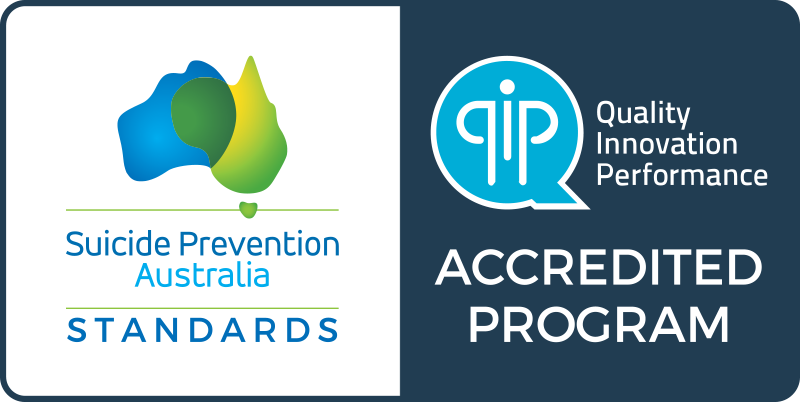 Suicide Prevention
Australia
STANDARDS
qip
Quality
Innovation
Performance
ACCREDITED
PROGRAM